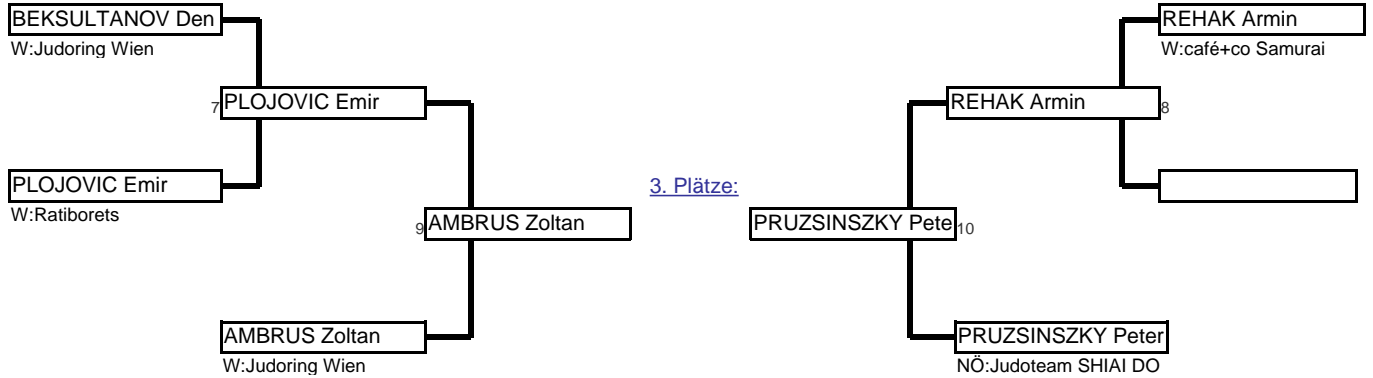 BEKSULTANOV Den
W:Judoring Wien
7 PLOJOVIC Emir
PLOJOVIC Emir
W:Ratiborets
9 AMBRUS Zoltan
AMBRUS Zoltan
W:Judoring Wien
3. Plätze:
REHAK Armin
W:café+co Samurai
REHAK Armin 8
PRUZSINSZKY Pete 10
PRUZSINSZKY Peter
NÖ:Judoteam SHIAI DO